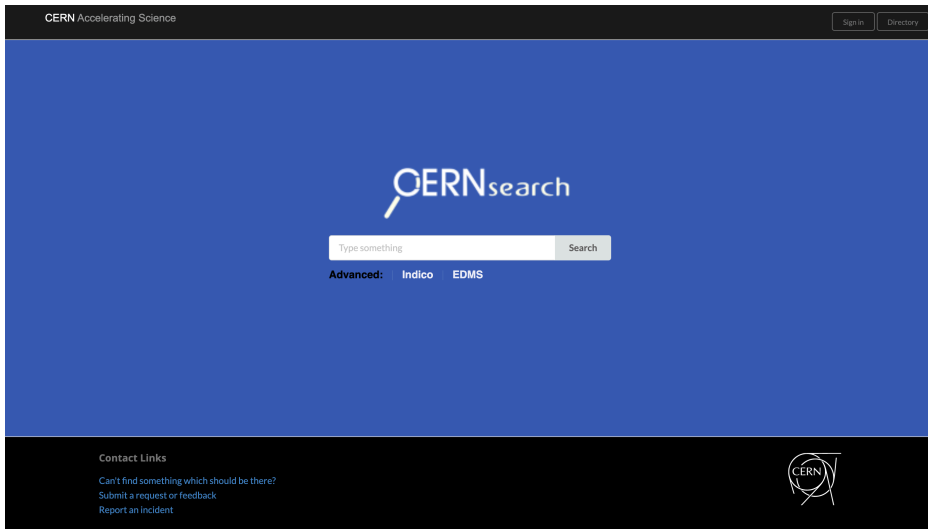 CERN Accelerating Science
Sign in Directory
CERNsearch
Type something Search
Advanced: Indico EDMS
Contact Links
Can't find something which should be there?
Submit a request or feedback
Report an incident
CERN